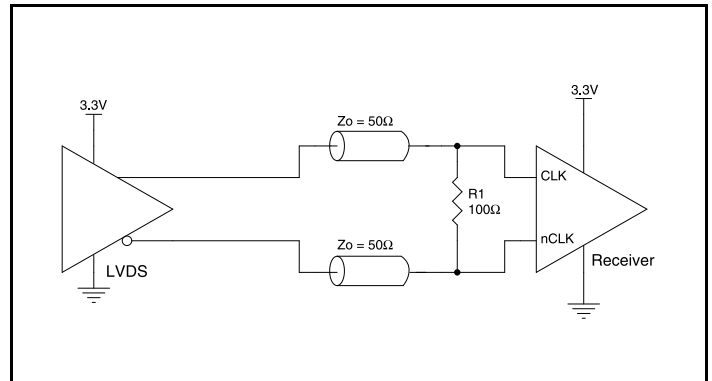 3.3V
3.3V
Zo = 50Ω
CLK
R1
100Ω
nCLK
Zo = 50Ω
Receiver
LVDS